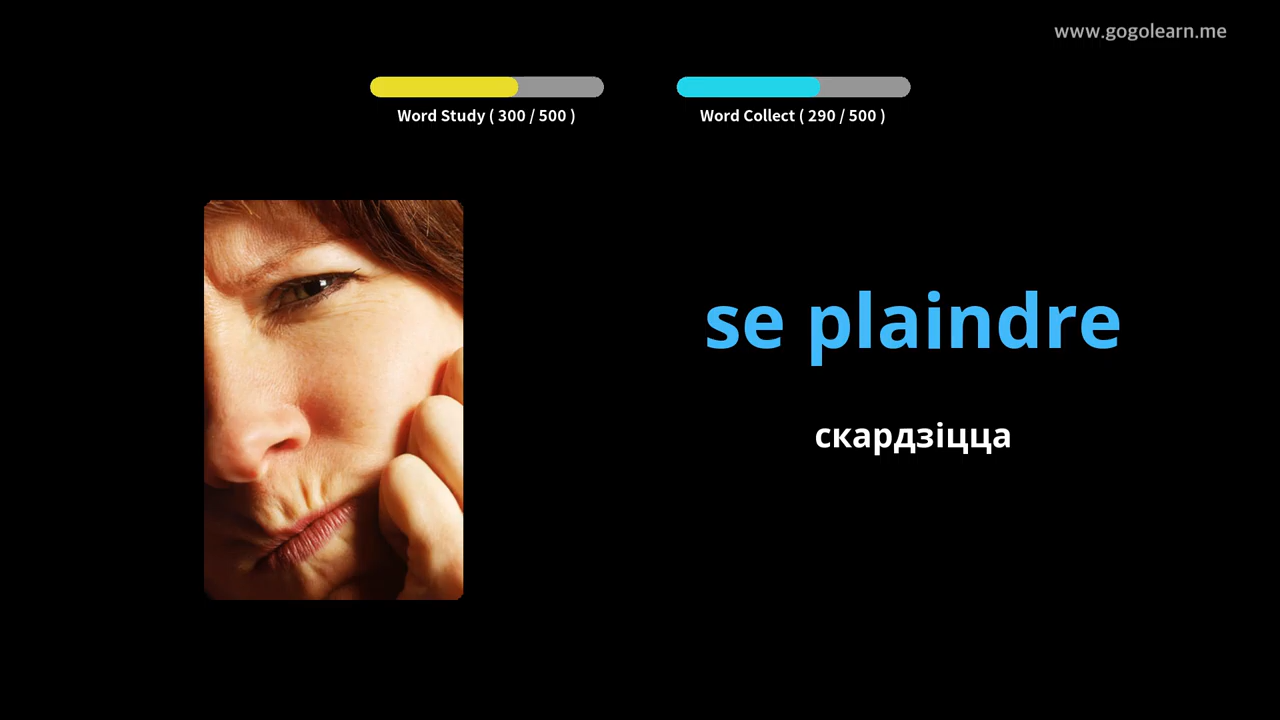 www.gogolearn.me
Word Study ( 300 / 500 )
Word Collect ( 290 / 500 )
se plaindre
скардзіцца